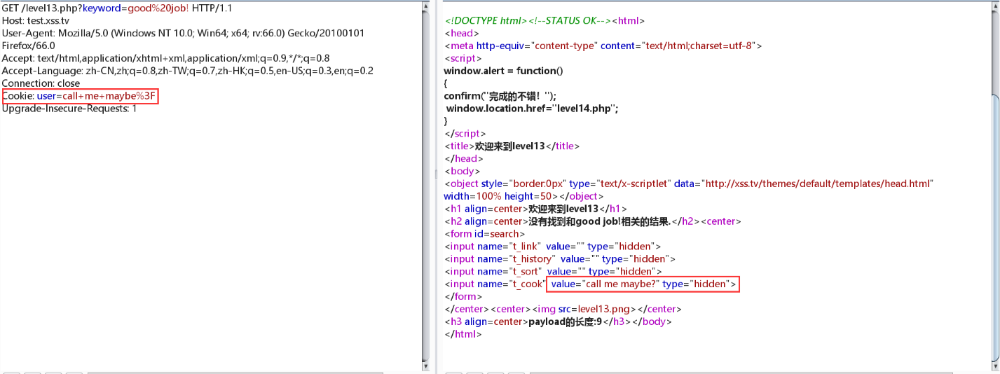 GET /level13.php?keyword=good%20job! HTTP/1.1
Host: test.xss.tv
User-Agent: Mozilla/5.0 (Windows NT 10.0; Win64; x64; rv:66.0) Gecko/20100101
Firefox/66.0
Accept: text/html,application/xhtml+xml,application/xml;q=0.9,*/*;q=0.8
Accept-Language: zh-CN,zh;q=0.8,zh-TW;q=0.7,zh-HK;q=0.5,en-US;q=0.3,en;q=0.2
Connection: close
Cookie: user=call+me+maybe%3F
Upgrade-Insecure-Requests: 1
<!DOCTYPE html><!--STATUS OK--><html>
<head>
<meta http-equiv="content-type" content="text/html;charset=utf-8">
<script>
window.alert = function()
{
confirm("完成的不错！");
 window.location.href="level14.php";
}
</script>
<title>欢迎来到level13</title>
</head>
<body>
<object style="border:0px" type="text/x-scriptlet" data="http://xss.tv/themes/default/templates/head.html"
width=100% height=50></object>
<h1 align=center>欢迎来到level13</h1>
<h2 align=center>没有找到和good job!相关的结果.</h2><center>
<form id=search>
<input name="t_link"  value="" type="hidden">
<input name="t_history"  value="" type="hidden">
<input name="t_sort"  value="" type="hidden">
<input name="t_cook"  value="call me maybe?" type="hidden">
</form>
</center><center><img src=level13.png></center>
<h3 align=center>payload的长度:9</h3></body>
</html>